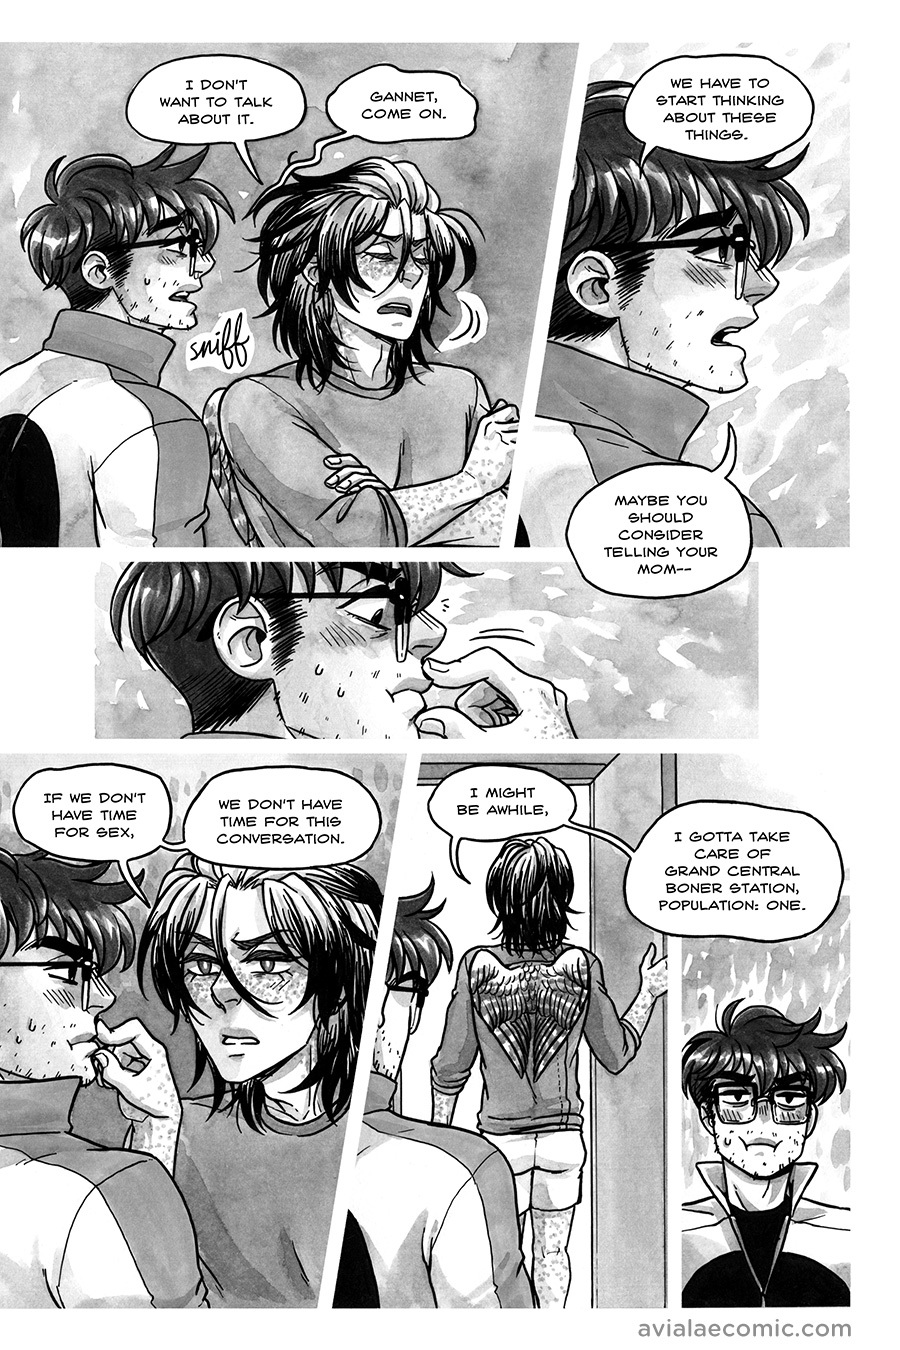 I DON'T
WANT TO TALK
ABOUT IT.
GANNET,
COME ON.
sniff
WE HAVE TO
START THINKING
ABOUT THESE
THINGS.
MAYBE YOU
SHOULD
CONSIDER
TELLING YOUR
MOM--
IF WE DON'T
HAVE TIME
FOR SEX,
WE DON'T HAVE
TIME FOR THIS
CONVERSATION.
I MIGHT
BE AWHILE,
I GOTTA TAKE
CARE OF
GRAND CENTRAL
BONER STATION,
POPULATION: ONE.
avialaecomic.com